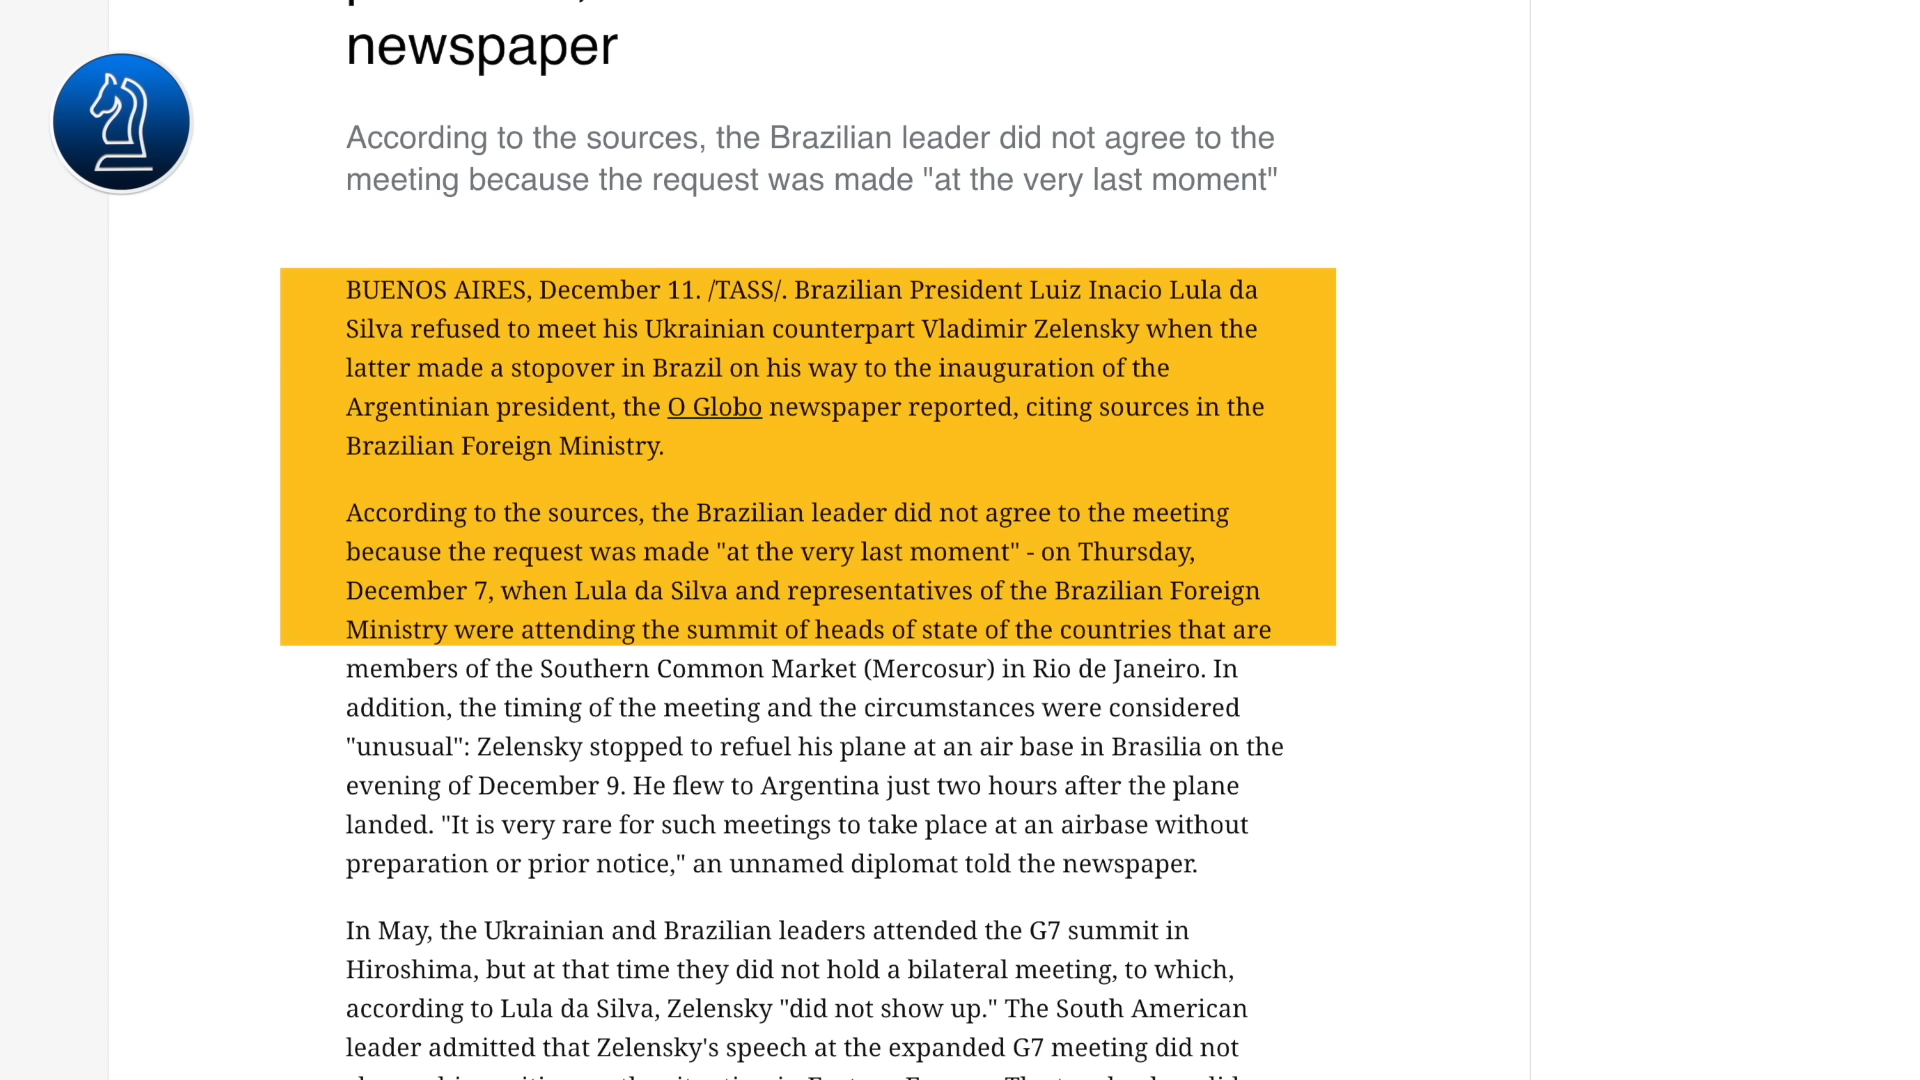 newspaper
According to the sources, the Brazilian leader did not agree to the
meeting because the request was made "at the very last moment"
BUENOS AIRES, December 11. /TASS/. Brazilian President Luiz Inacio Lula da
Silva refused to meet his Ukrainian counterpart Vladimir Zelensky when the
latter made a stopover in Brazil on his way to the inauguration of the
Argentinian president, the O Globo newspaper reported, citing sources in the
Brazilian Foreign Ministry.
According to the sources, the Brazilian leader did not agree to the meeting
because the request was made "at the very last moment" - on Thursday,
December 7, when Lula da Silva and representatives of the Brazilian Foreign
Ministry were attending the summit of heads of state of the countries that are
members of the Southern Common Market (Mercosur) in Rio de Janeiro. In
addition, the timing of the meeting and the circumstances were considered
"unusual": Zelensky stopped to refuel his plane at an air base in Brasilia on the
evening of December 9. He flew to Argentina just two hours after the plane
landed. "It is very rare for such meetings to take place at an airbase without
preparation or prior notice," an unnamed diplomat told the newspaper.
In May, the Ukrainian and Brazilian leaders attended the G7 summit in
Hiroshima, but at that time they did not hold a bilateral meeting, to which,
according to Lula da Silva, Zelensky "did not show up." The South American
leader admitted that Zelensky's speech at the expanded G7 meeting did not